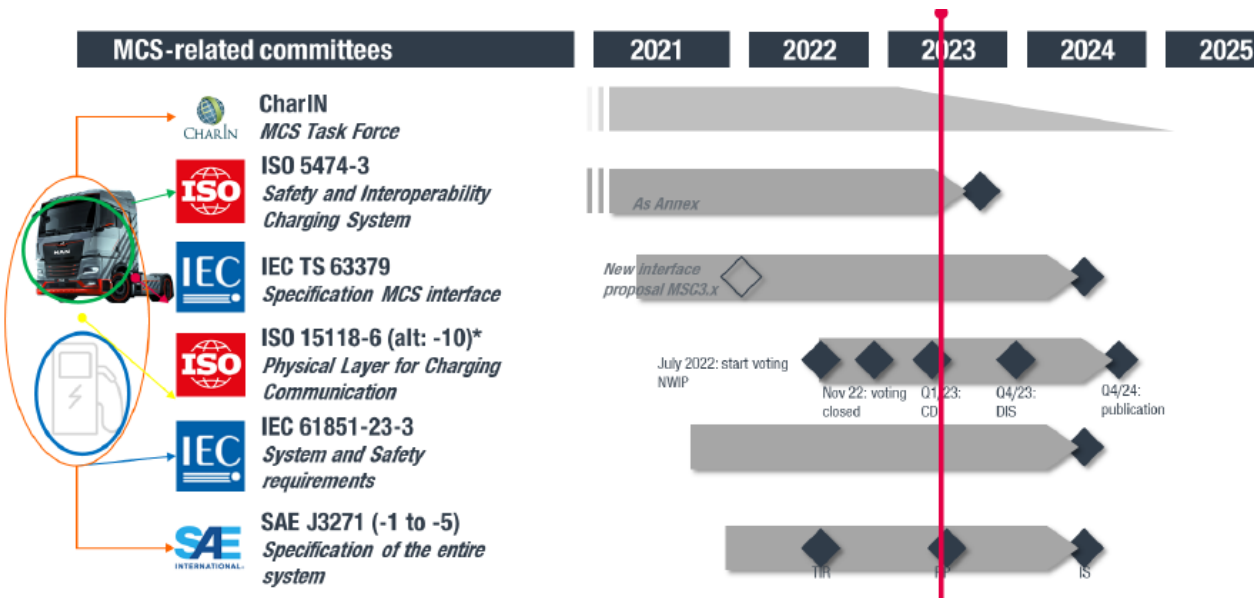 MCS-related committees
2021
2022
2023
2024
2025
CharIN
MCS Task Force
CHARIN
ISO 5474-3
Safety and Interoperability
Charging System
ISO
As Annex
IEC TS 63379
Specification MCS interface
IEC
New interface
proposal MSC3.x
ISO 15118-6 (alt: -10)*
Physical Layer for Charging
Communication
ISO
July 2022: start voting
NWIP
Nov 22: voting
closed
Q1/23:
CD
Q4/23:
DIS
Q4/24:
publication
IEC 61851-23-3
System and Safety
requirements
IEC
SAE J3271 (-1 to -5)
Specification of the entire
system
SAE
INTERNATIONAL
TIR
IS